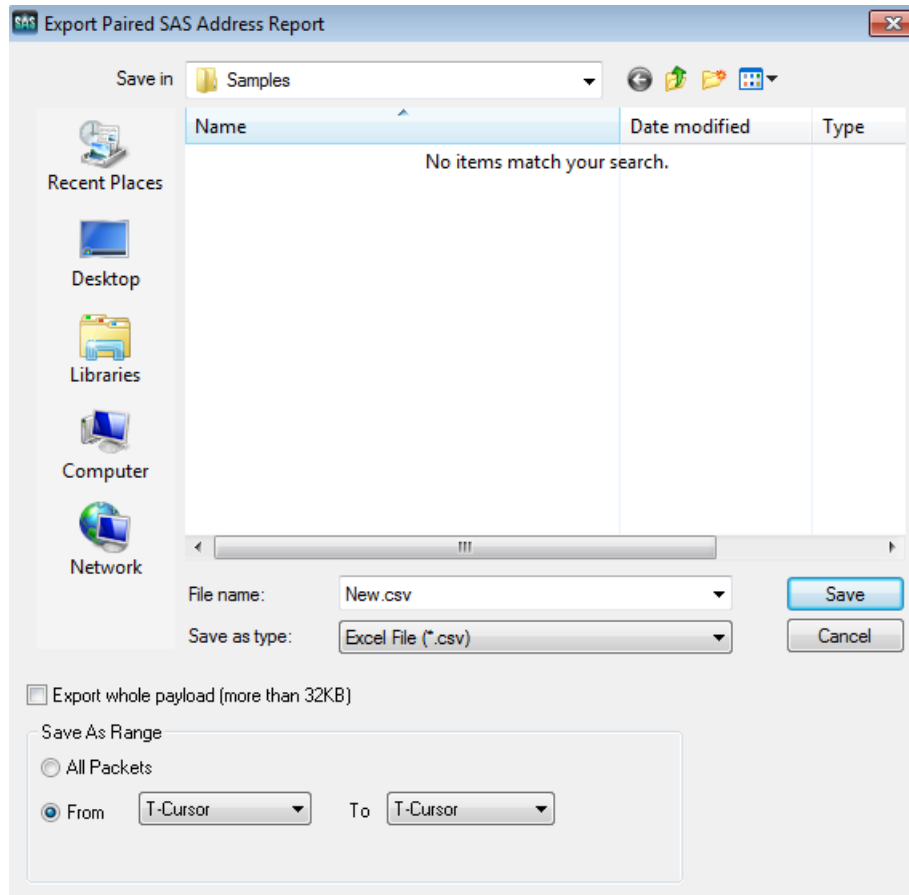 SAS Export Paired SAS Address Report
Save in Samples
Name Date modified Type
No items match your search.
Recent Places
Desktop
Libraries
Computer
Network
File name: New.csv Save
Save as type: Excel File (*.csv) Cancel
Export whole payload (more than 32KB)
Save As Range
All Packets
From T-Cursor To T-Cursor